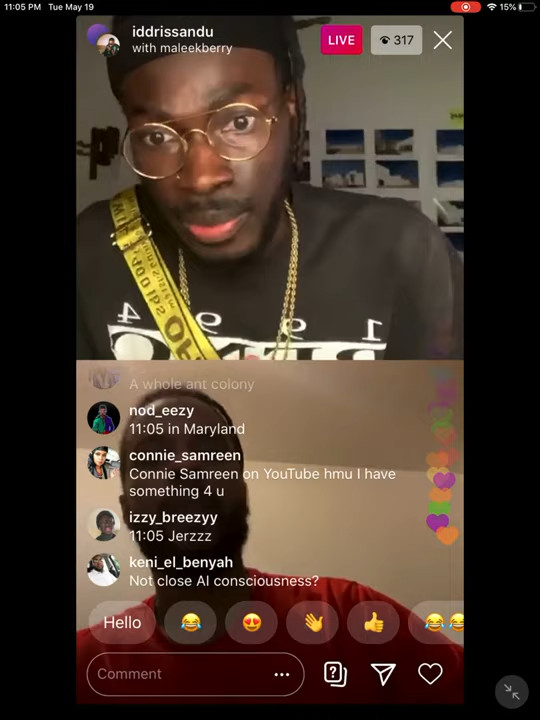 11:05 PM Tue May 19
15%
iddrissandu
with maleekberry
LIVE
317
1994
A whole ant colony
nod_eezy
11:05 in Maryland
connie_samreen
Connie Samreen on YouTube hmu I have
something 4 u
izzy_breezyy
11:05 Jerzzz
keni_el_benyah
Not close AI consciousness?
Hello
Comment